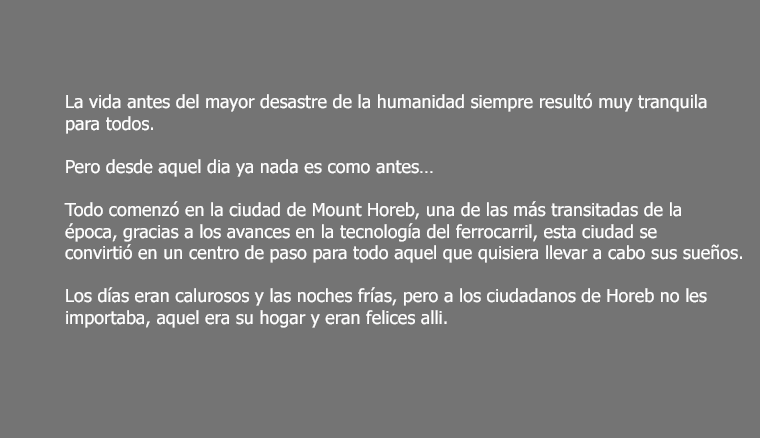 La vida antes del mayor desastre de la humanidad siempre resultó muy tranquila
para todos.
Pero desde aquel dia ya nada es como antes...
Todo comenzó en la ciudad de Mount Horeb, una de las más transitadas de la
época, gracias a los avances en la tecnología del ferrocarril, esta ciudad se
convirtió en un centro de paso para todo aquel que quisiera llevar a cabo sus sueños.
Los días eran calurosos y las noches frías, pero a los ciudadanos de Horeb no les
importaba, aquel era su hogar y eran felices alli.